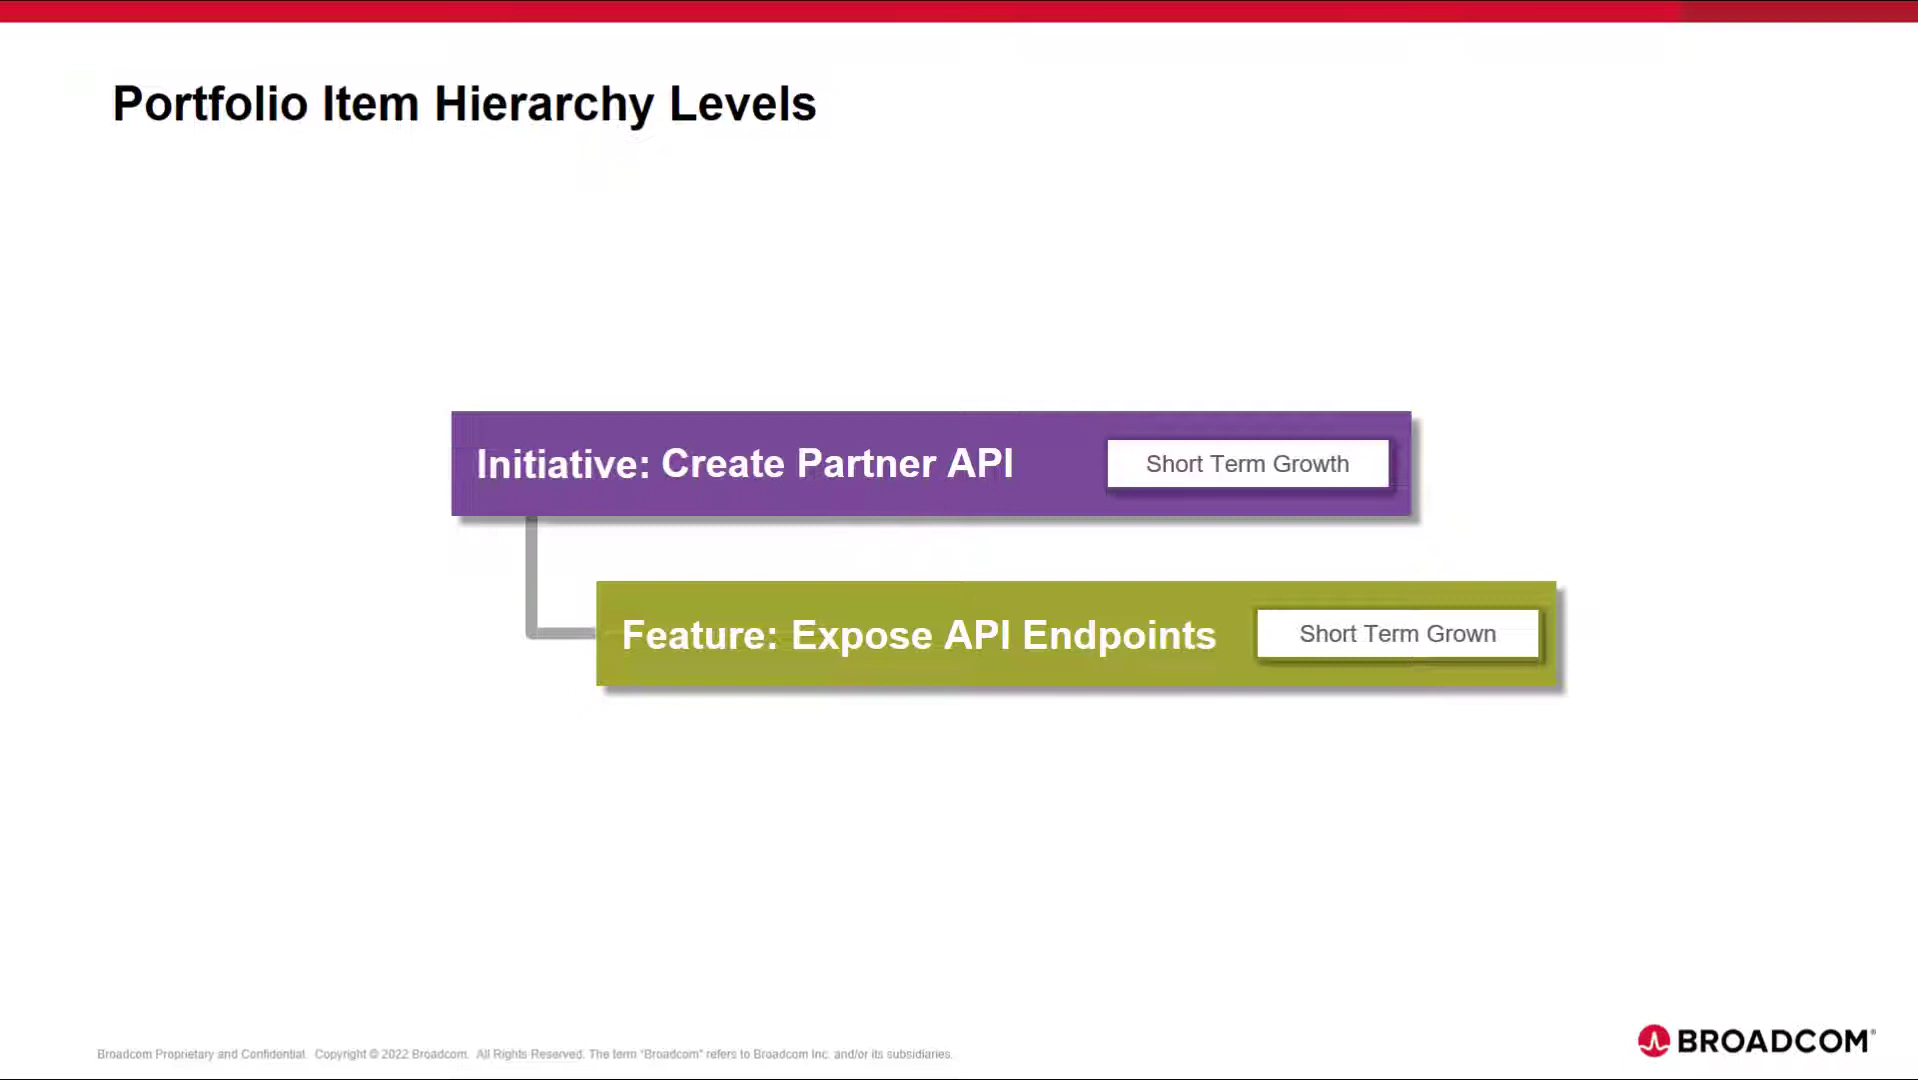 Portfolio Item Hierarchy Levels
Initiative: Create Partner API
Short Term Growth
Feature: Expose API Endpoints
Short Term Grown
Broadcom Proprietary and Confidential. Copyright © 2022 Broadcom. All Rights Reserved. The term "Broadcom" refers to Broadcom Inc. and/or its subsidiaries.
BROADCOM®